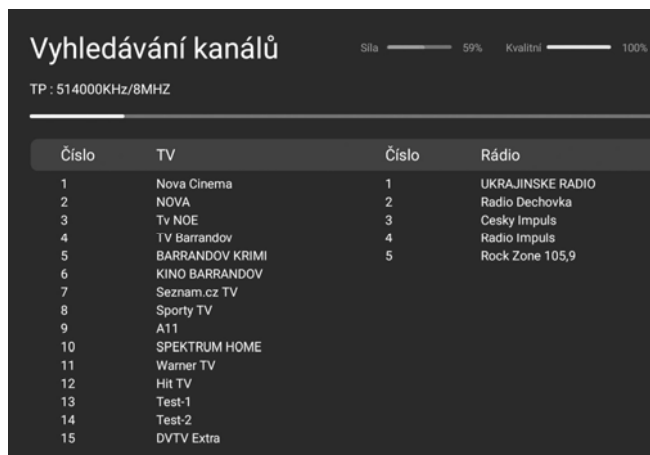 Vyhledávání kanálů
Síla 59% Kvalitní 100%
TP : 514000KHz/8MHZ
Číslo TV Číslo Rádio
1 Nova Cinema 1 UKRAJINSKE RADIO
2 NOVA 2 Radio Dechovka
3 Tv NOE 3 Cesky Impuls
4 TV Barrandov 4 Radio Impuls
5 BARRANDOV KRIMI 5 Rock Zone 105,9
6 KINO BARRANDOV
7 Seznam.cz TV
8 Sporty TV
9 A11
10 SPEKTRUM HOME
11 Warner TV
12 Hit TV
13 Test-1
14 Test-2
15 DVTV Extra